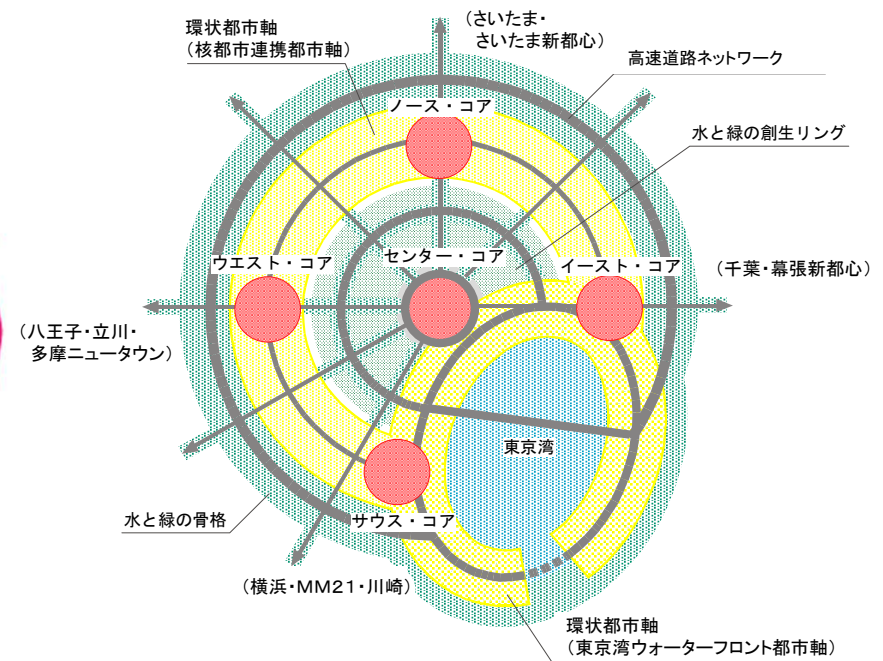 環状都市軸
（核都市連携都市軸）
（さいたま・
さいたま新都心）
高速道路ネットワーク
ノース・コア
水と緑の創生リング
ウエスト・コア
センター・コア
イースト・コア
（千葉・幕張新都心）
（八王子・立川・
多摩ニュータウン）
東京湾
水と緑の骨格
サウス・コア
（横浜・MM21・川崎）
環状都市軸
（東京湾ウォーターフロント都市軸）